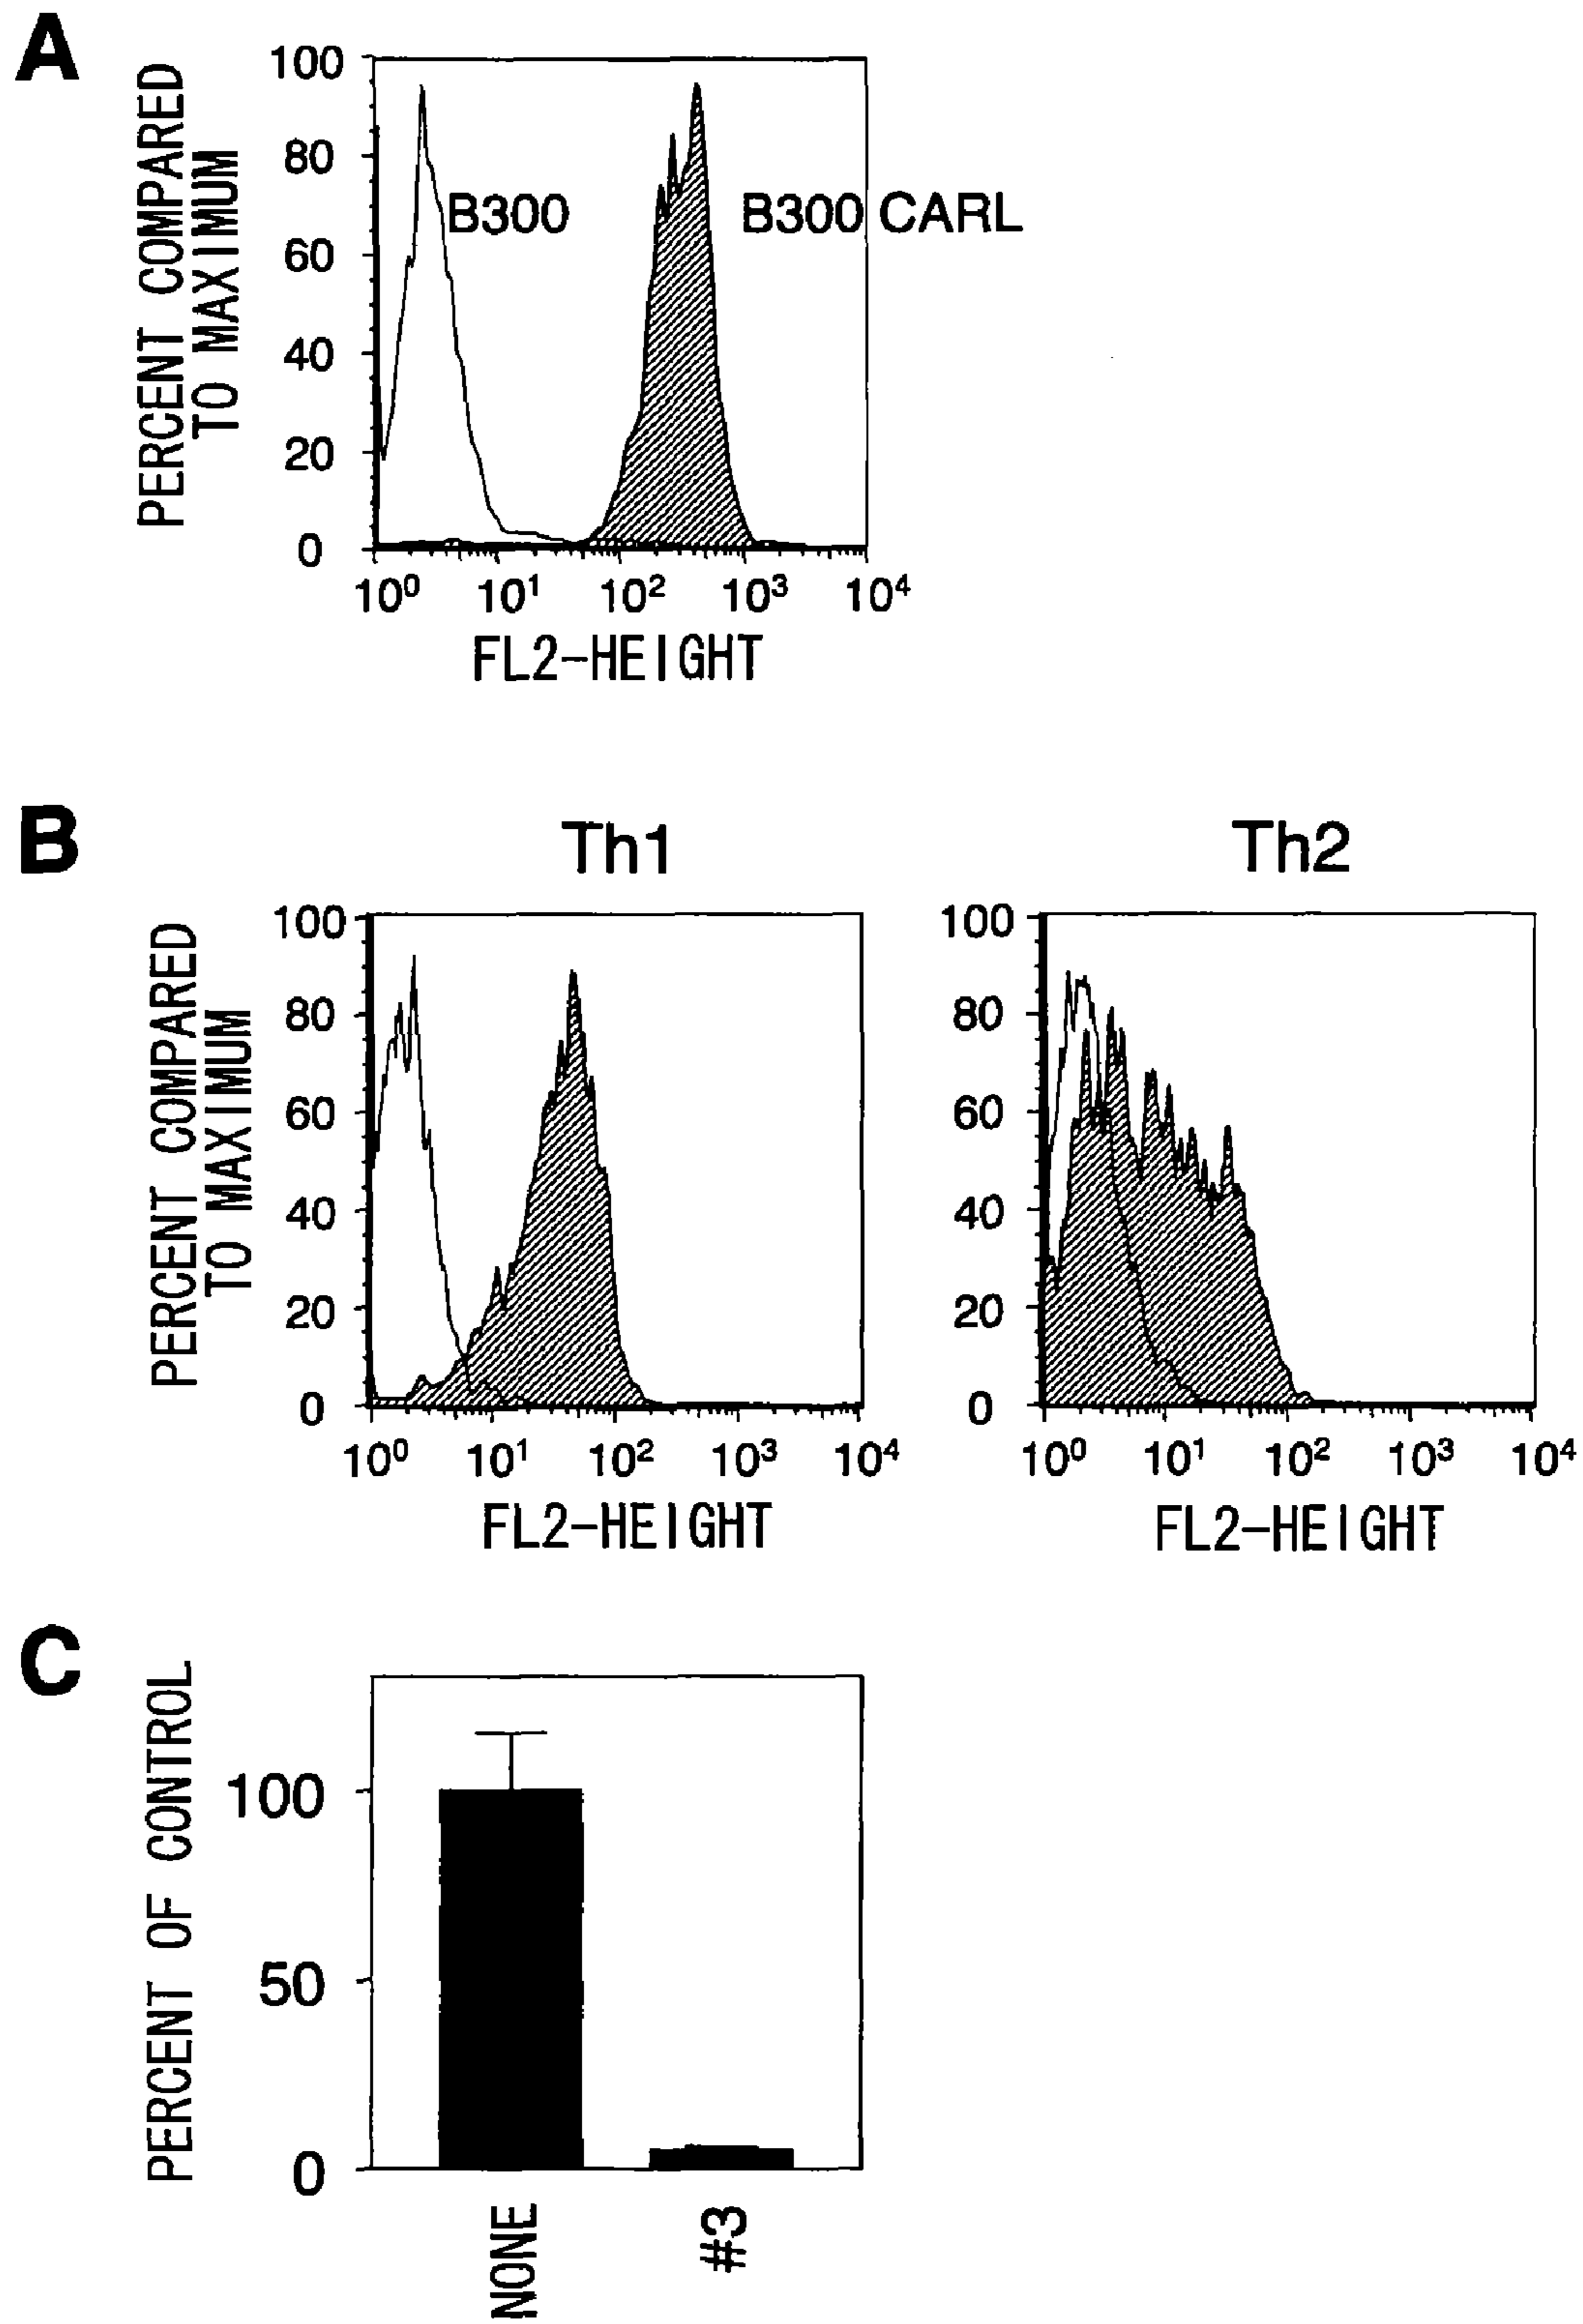 A
PERCENT COMPARED
TO MAXIMUM
100
80
60
40
20
0
B300
B300 CARL
10⁰ 10¹ 10² 10³ 10⁴
FL2-HEIGHT
B
Th1
PERCENT COMPARED
TO MAXIMUM
100
80
60
40
20
0
10⁰ 10¹ 10² 10³ 10⁴
FL2-HEIGHT
Th2
100
80
60
40
20
0
10⁰ 10¹ 10² 10³ 10⁴
FL2-HEIGHT
C
PERCENT OF CONTROL
100
50
0
NONE
#3